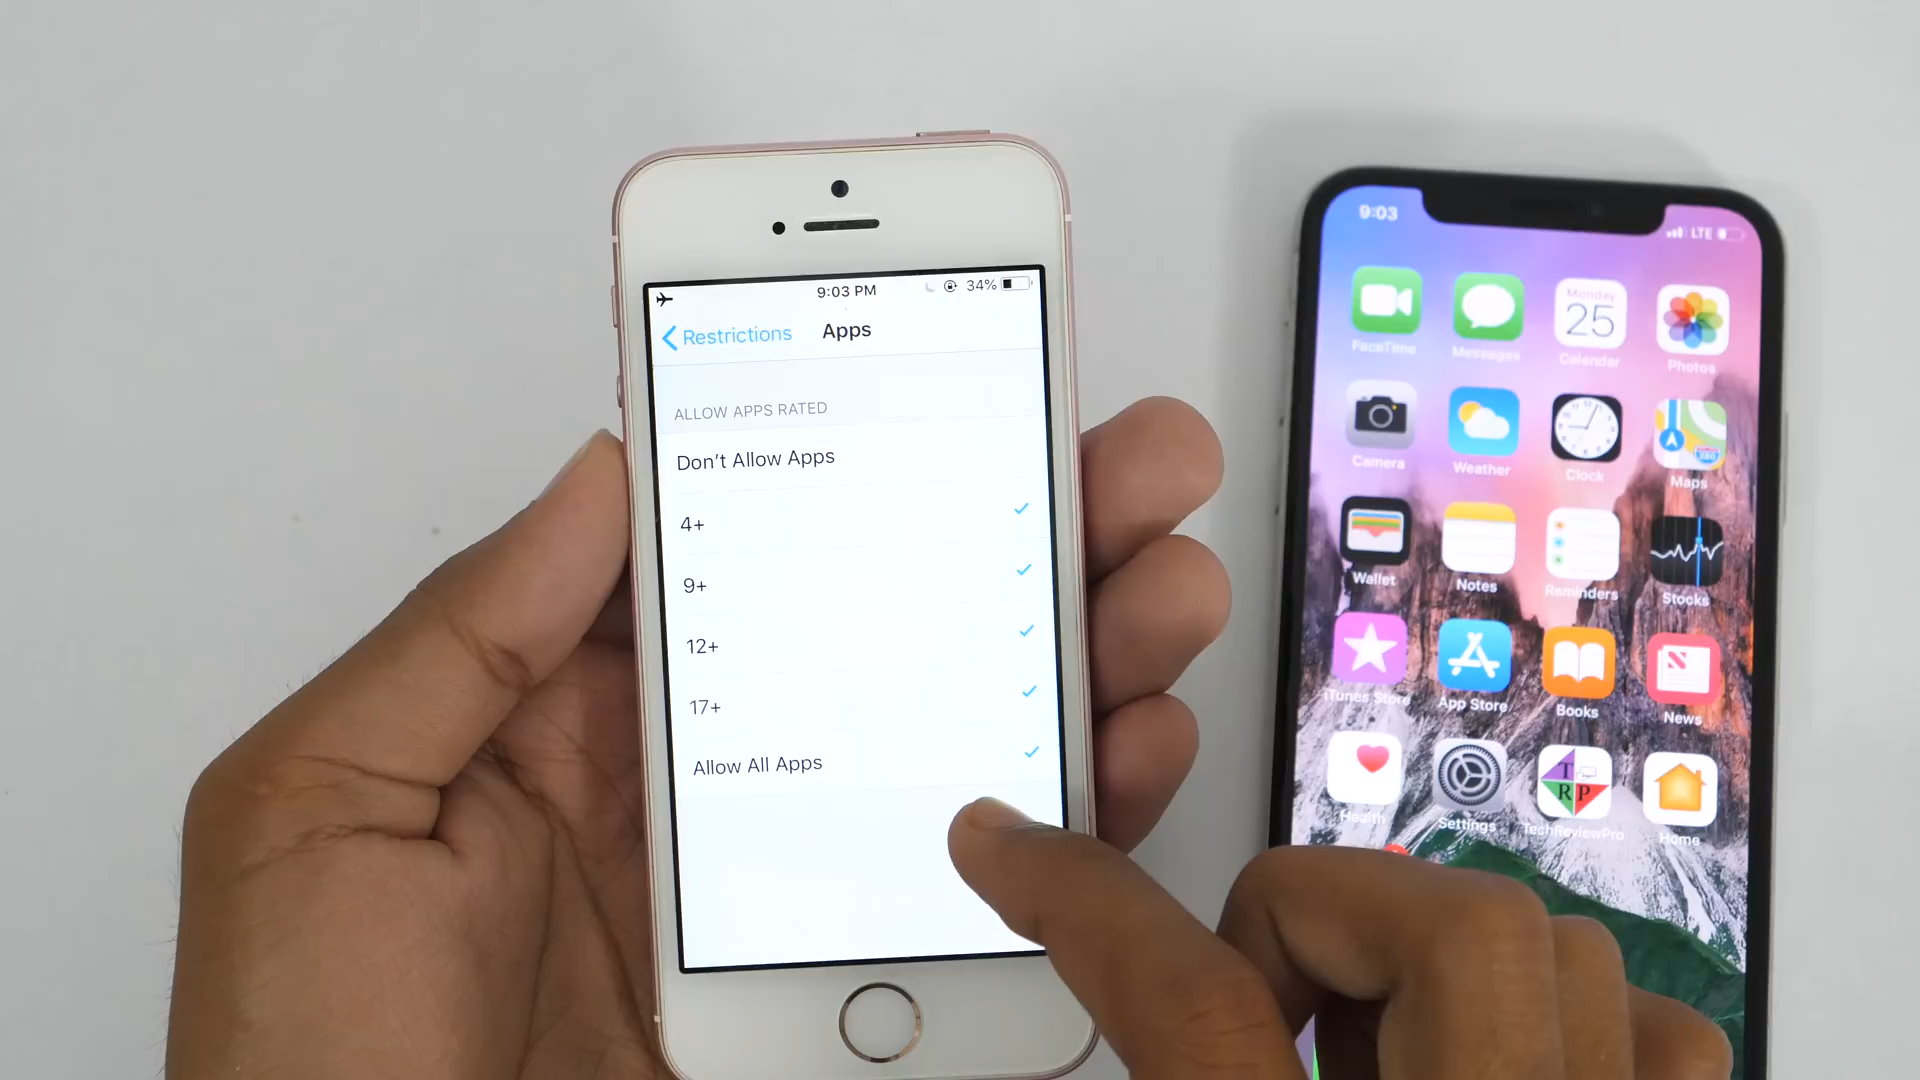 9:03 PM
34%
Restrictions
Apps
ALLOW APPS RATED
Don't Allow Apps
4+
9+
12+
17+
Allow All Apps
9:03
LTE
Monday
25
FaceTime
Messages
Calendar
Photos
280
Camera
Weather
Clock
Maps
Wallet
Notes
Reminders
Stocks
N
iTunes Store
App Store
Books
News
T
R P
Health
Settings
TechReviewPro
Home